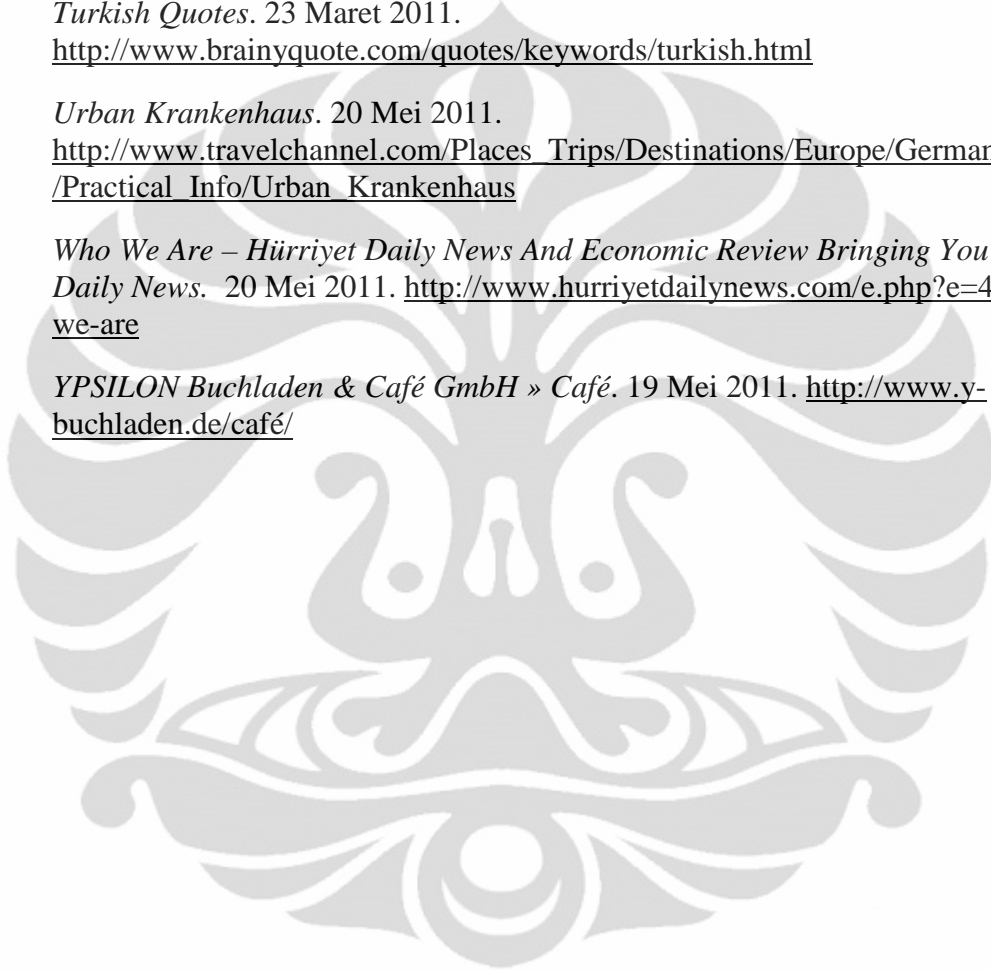 Turkish Quotes. 23 Maret 2011.
http://www.brainyquote.com/quotes/keywords/turkish.html
Urban Krankenhaus. 20 Mei 2011.
http://www.travelchannel.com/Places_Trips/Destinations/Europe/German
/Practical_Info/Urban_Krankenhaus
Who We Are – Hürriyet Daily News And Economic Review Bringing You
Daily News. 20 Mei 2011. http://www.hurriyetdailynews.com/e.php?e=4
we-are
YPSILON Buchladen & Café GmbH » Café. 19 Mei 2011. http://www.y-
buchladen.de/café/